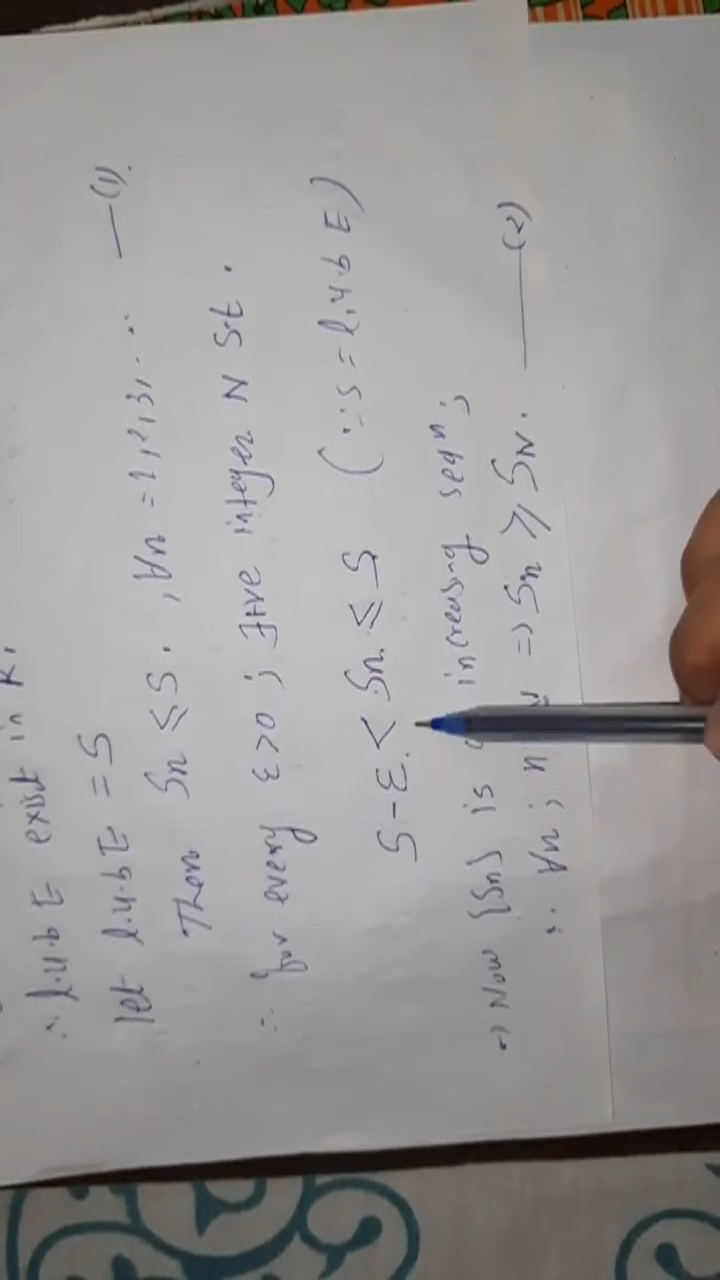 ∴ l.u.b E exist in R.
let l.u.b E = S
Then Sn ≤ S. , ∀n = 1,2,3,... —(1).
∴ for every ε>0 ; ∃ +ve integer N s.t.
S-ε < Sn ≤ S (∵ S = l.u.b E)
→ Now {Sn} is increasing seqⁿ;
∴ ∀n ; n ⇒ Sn ≥ SN. —(2)